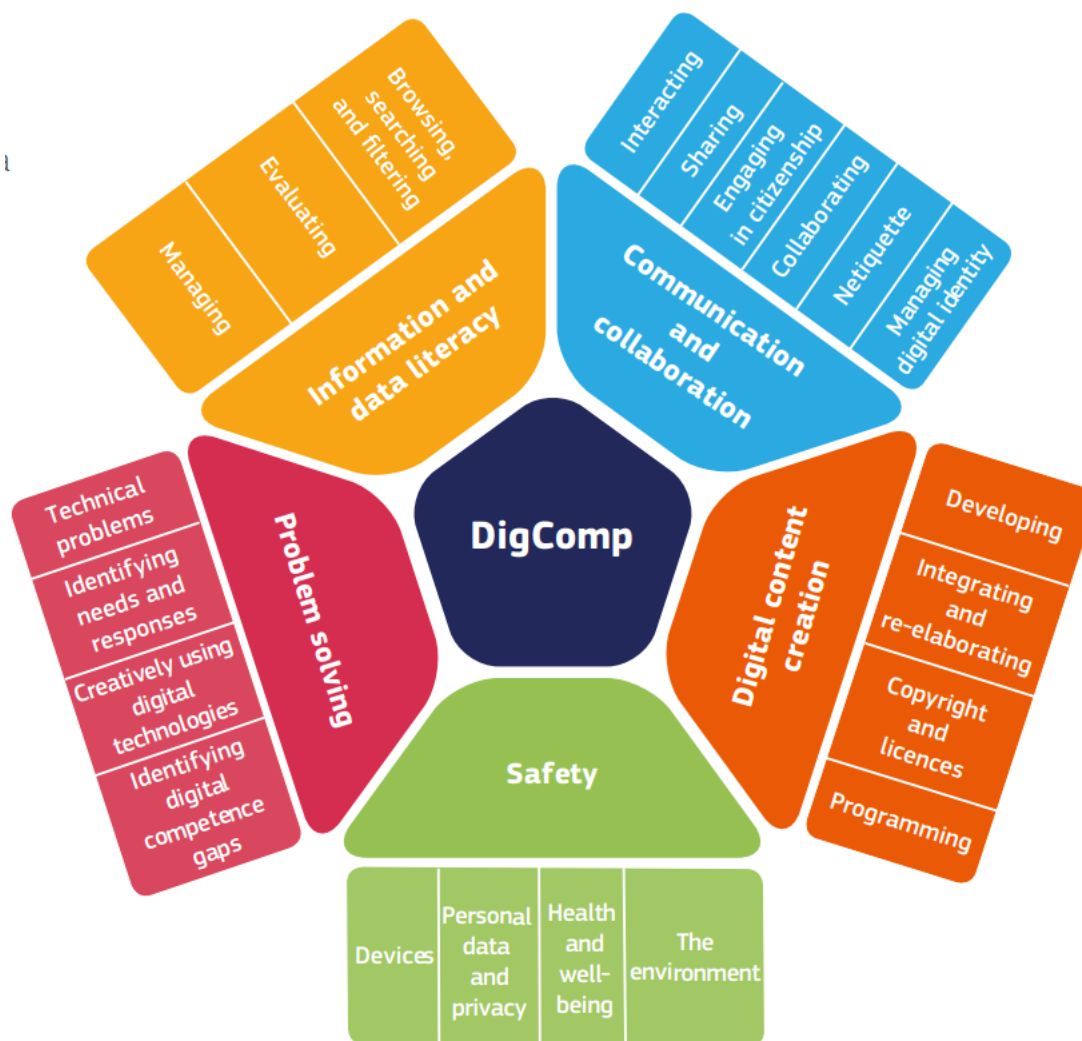 a
Browsing,
searching
and filtering
Evaluating
Managing
Information and
data literacy
Interacting
Sharing
Engaging
in citizenship
Collaborating
Netiquette
Managing
digital identity
Communication
and
collaboration
DigComp
Developing
Integrating
and
re-elaborating
Copyright
and
licences
Programming
Digital content
creation
Safety
Devices
Personal
data
and
privacy
Health
and
well-
being
The
environment
Problem solving
Technical
problems
Identifying
needs and
responses
Creatively using
digital
technologies
Identifying
digital
competence
gaps